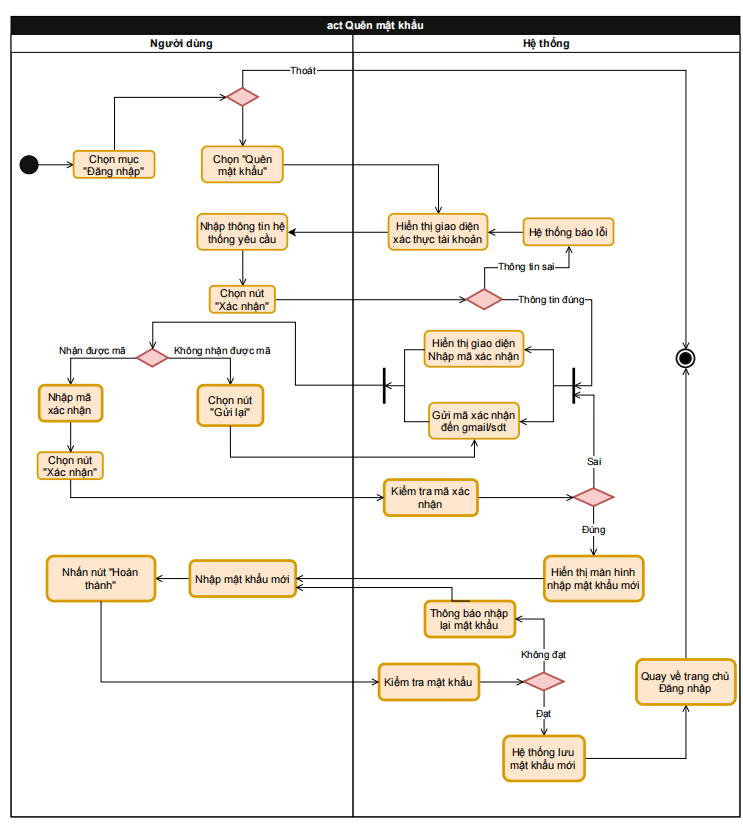 act Quên mật khẩu
Người dùng
Hệ thống
Thoát
Chọn mục
"Đăng nhập"
Chọn "Quên
mật khẩu"
Nhập thông tin hệ
thống yêu cầu
Hiển thị giao diện
xác thực tài khoản
Hệ thống báo lỗi
Thông tin sai
Chọn nút
"Xác nhận"
Thông tin đúng
Nhận được mã
Không nhận được mã
Hiển thị giao diện
Nhập mã xác nhận
Nhập mã
xác nhận
Chọn nút
"Gửi lại"
Gửi mã xác nhận
đến gmail/sdt
Chọn nút
"Xác nhận"
Sai
Kiểm tra mã xác
nhận
Đúng
Nhấn nút "Hoàn
thành"
Nhập mật khẩu mới
Hiển thị màn hình
nhập mật khẩu mới
Thông báo nhập
lại mật khẩu
Không đạt
Kiểm tra mật khẩu
Quay về trang chủ
Đăng nhập
Đạt
Hệ thống lưu
mật khẩu mới